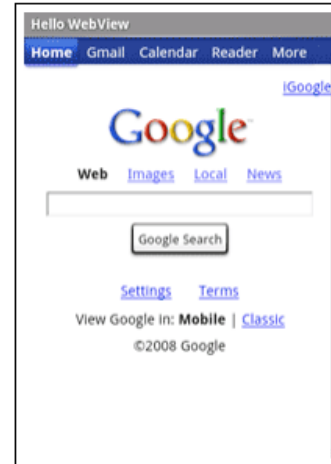 Hello WebView
Home Gmail Calendar Reader More
iGoogle
Google
Web Images Local News
Google Search
Settings Terms
View Google in: Mobile | Classic
©2008 Google